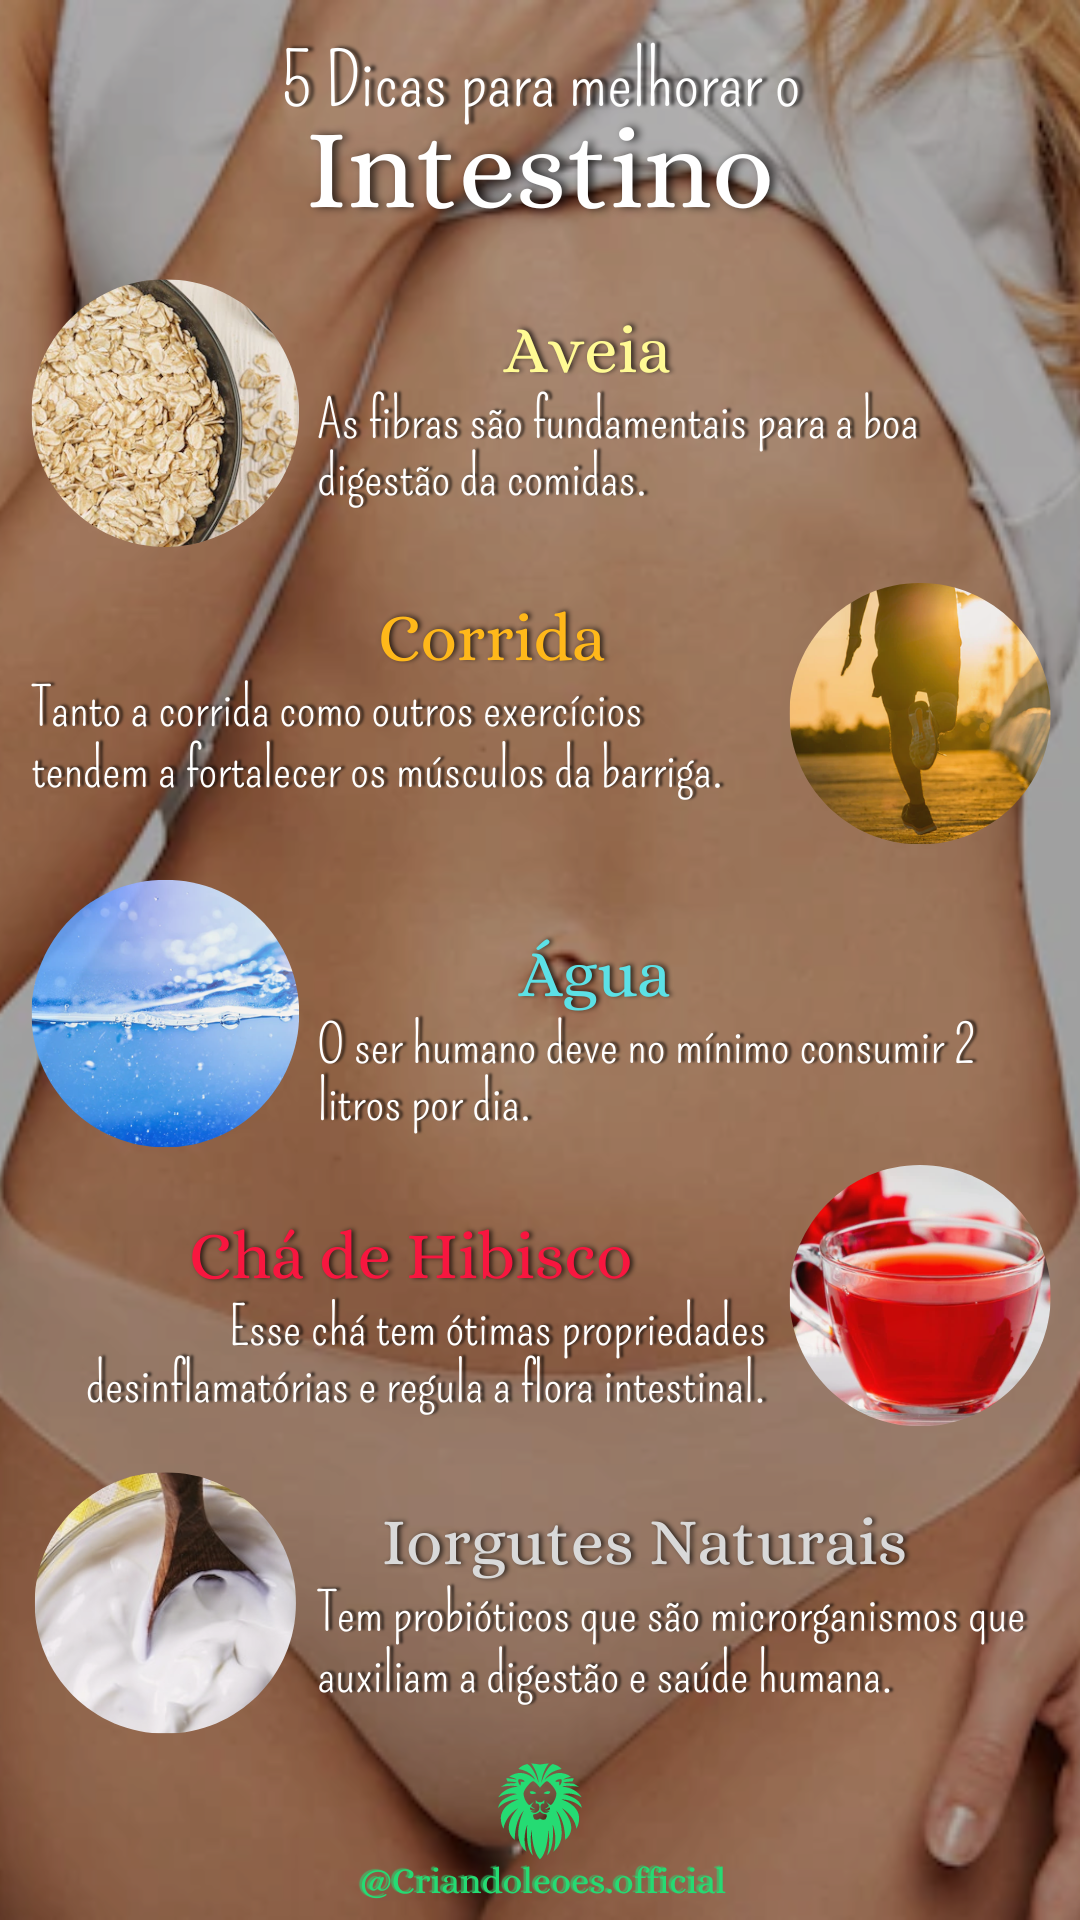 5 Dicas para melhorar o
Intestino
Aveia
As fibras são fundamentais para a boa
digestão da comidas.
Corrida
Tanto a corrida como outros exercícios
tendem a fortalecer os músculos da barriga.
Água
O ser humano deve no mínimo consumir 2
litros por dia.
Chá de Hibisco
Esse chá tem ótimas propriedades
desinflamatórias e regula a flora intestinal.
Iorgutes Naturais
Tem probióticos que são microrganismos que
auxiliam a digestão e saúde humana.
@Criandoleoes.official